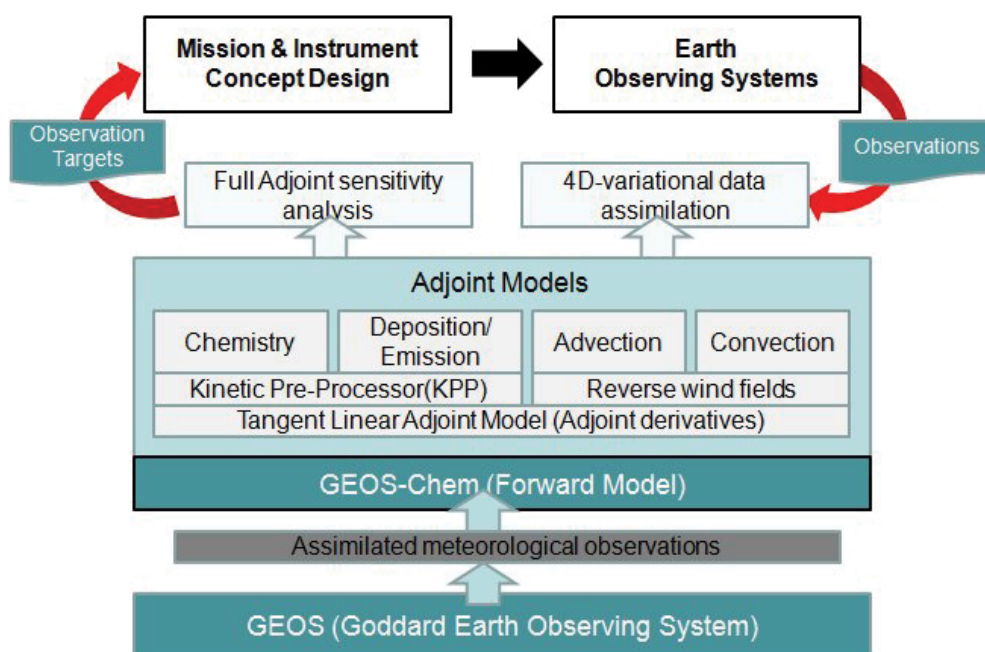 Mission & Instrument
Concept Design
Earth
Observing Systems
Observation
Targets
Observations
Full Adjoint sensitivity
analysis
4D-variational data
assimilation
Adjoint Models
Chemistry
Deposition/
Emission
Advection
Convection
Kinetic Pre-Processor(KPP)
Reverse wind fields
Tangent Linear Adjoint Model (Adjoint derivatives)
GEOS-Chem (Forward Model)
Assimilated meteorological observations
GEOS (Goddard Earth Observing System)